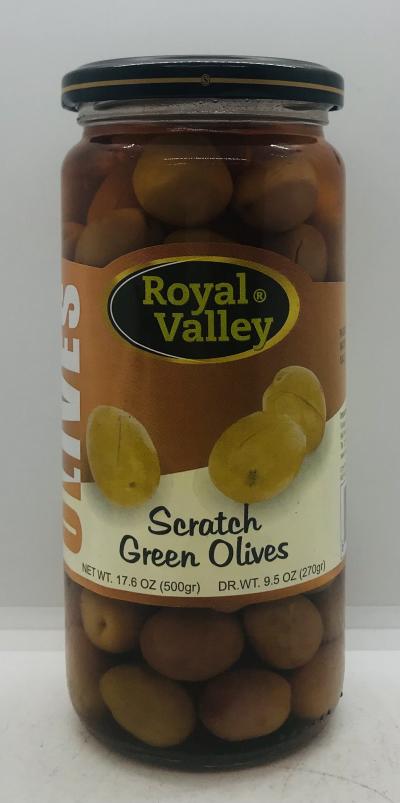 Royal ®
Valley
OLIVES
Scratch
Green Olives
NET WT. 17.6 OZ (500gr) DR.WT. 9.5 OZ (270gr)